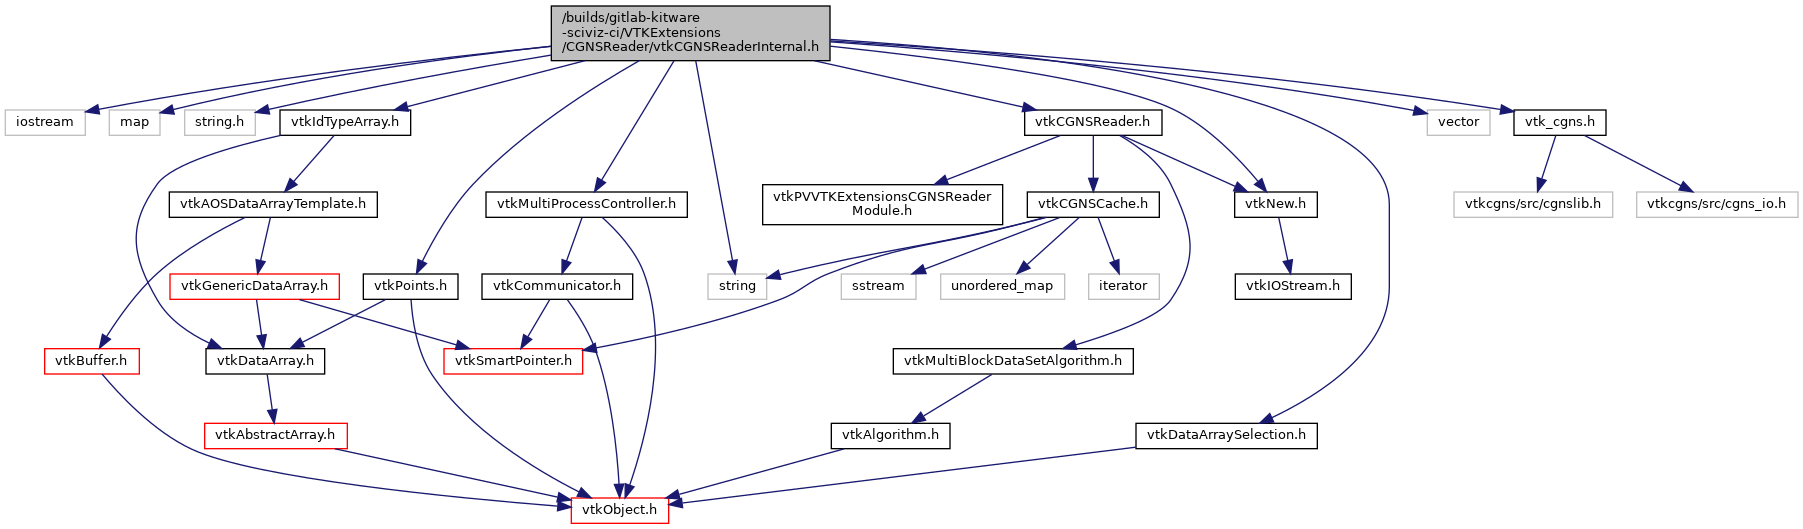 /builds/gitlab-kitware
-sciviz-ci/VTKExtensions
/CGNSReader/vtkCGNSReaderInternal.h
iostream
map
string.h
vtkIdTypeArray.h
vtkCGNSReader.h
vector
vtk_cgns.h
vtkAOSDataArrayTemplate.h
vtkMultiProcessController.h
vtkPVVTKExtensionsCGNSReader
Module.h
vtkCGNSCache.h
vtkNew.h
vtkcgns/src/cgnslib.h
vtkcgns/src/cgns_io.h
vtkGenericDataArray.h
vtkPoints.h
vtkCommunicator.h
string
sstream
unordered_map
iterator
vtkIOStream.h
vtkBuffer.h
vtkDataArray.h
vtkSmartPointer.h
vtkMultiBlockDataSetAlgorithm.h
vtkAbstractArray.h
vtkAlgorithm.h
vtkDataArraySelection.h
vtkObject.h